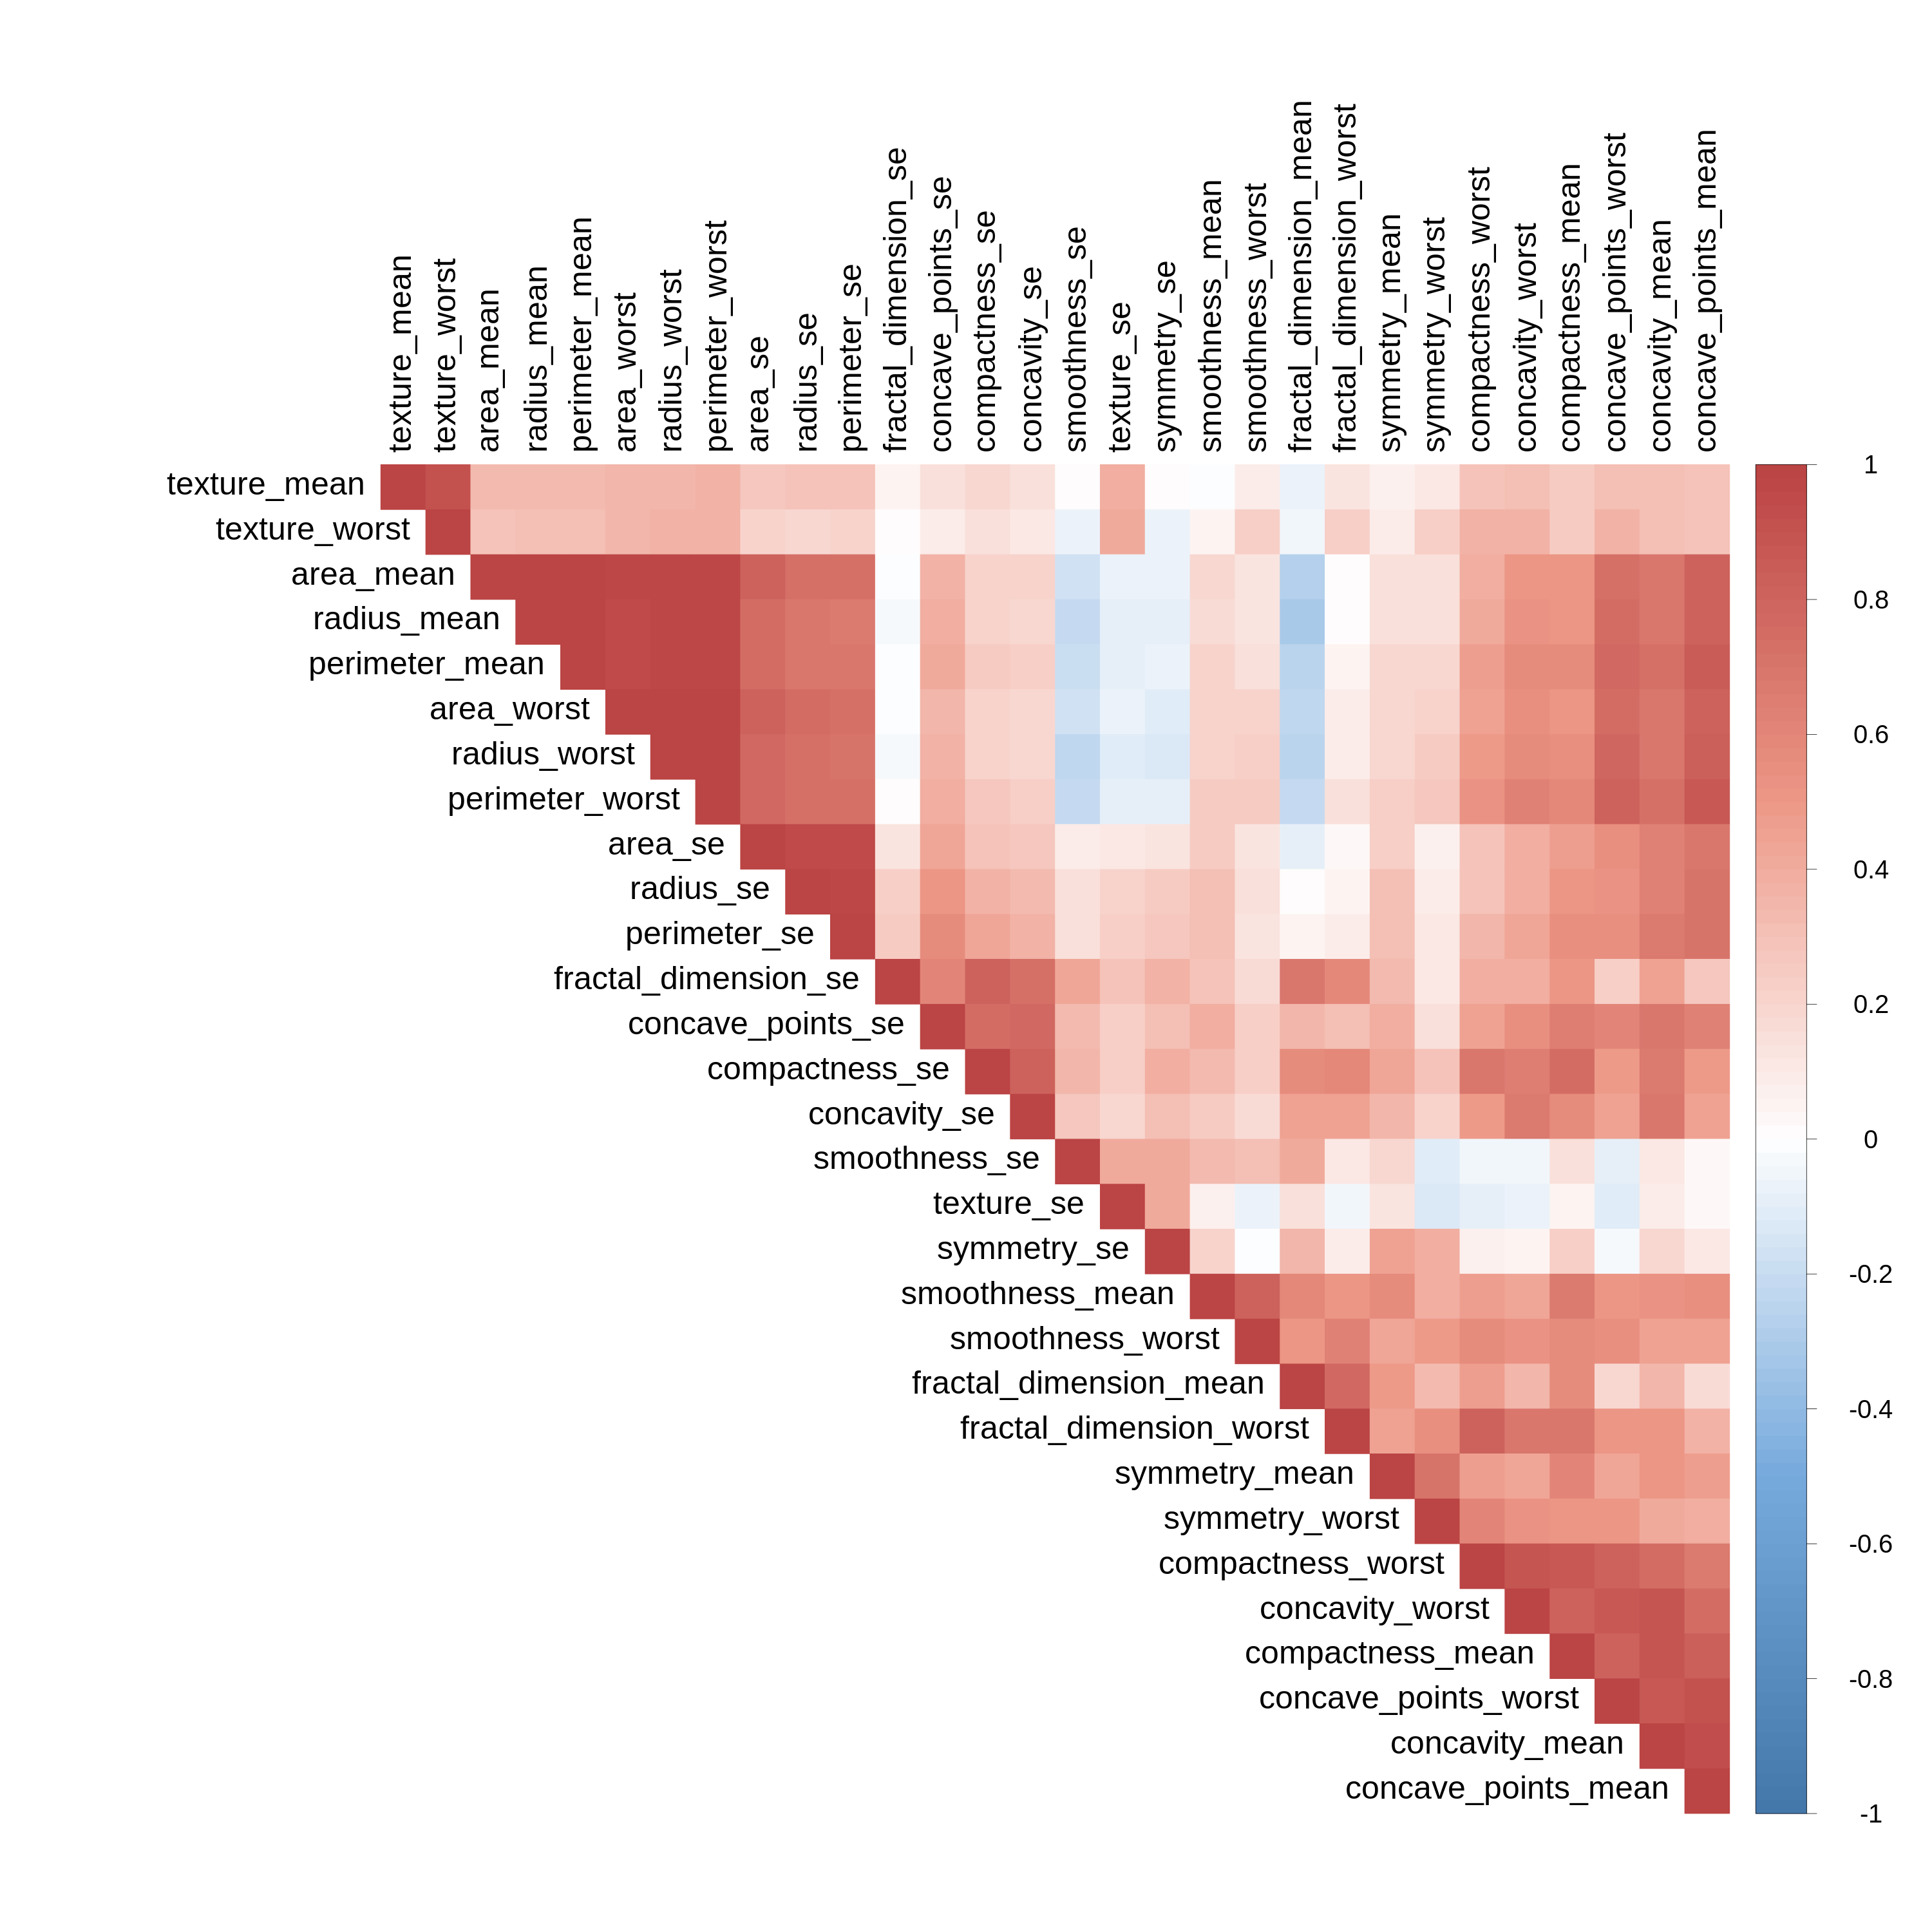 texture_mean
texture_worst
area_mean
radius_mean
perimeter_mean
area_worst
radius_worst
perimeter_worst
area_se
radius_se
perimeter_se
fractal_dimension_se
concave_points_se
compactness_se
concavity_se
smoothness_se
texture_se
symmetry_se
smoothness_mean
smoothness_worst
fractal_dimension_mean
fractal_dimension_worst
symmetry_mean
symmetry_worst
compactness_worst
concavity_worst
compactness_mean
concave_points_worst
concavity_mean
concave_points_mean
texture_mean
texture_worst
area_mean
radius_mean
perimeter_mean
area_worst
radius_worst
perimeter_worst
area_se
radius_se
perimeter_se
fractal_dimension_se
concave_points_se
compactness_se
concavity_se
smoothness_se
texture_se
symmetry_se
smoothness_mean
smoothness_worst
fractal_dimension_mean
fractal_dimension_worst
symmetry_mean
symmetry_worst
compactness_worst
concavity_worst
compactness_mean
concave_points_worst
concavity_mean
concave_points_mean
1
0.8
0.6
0.4
0.2
0
-0.2
-0.4
-0.6
-0.8
-1